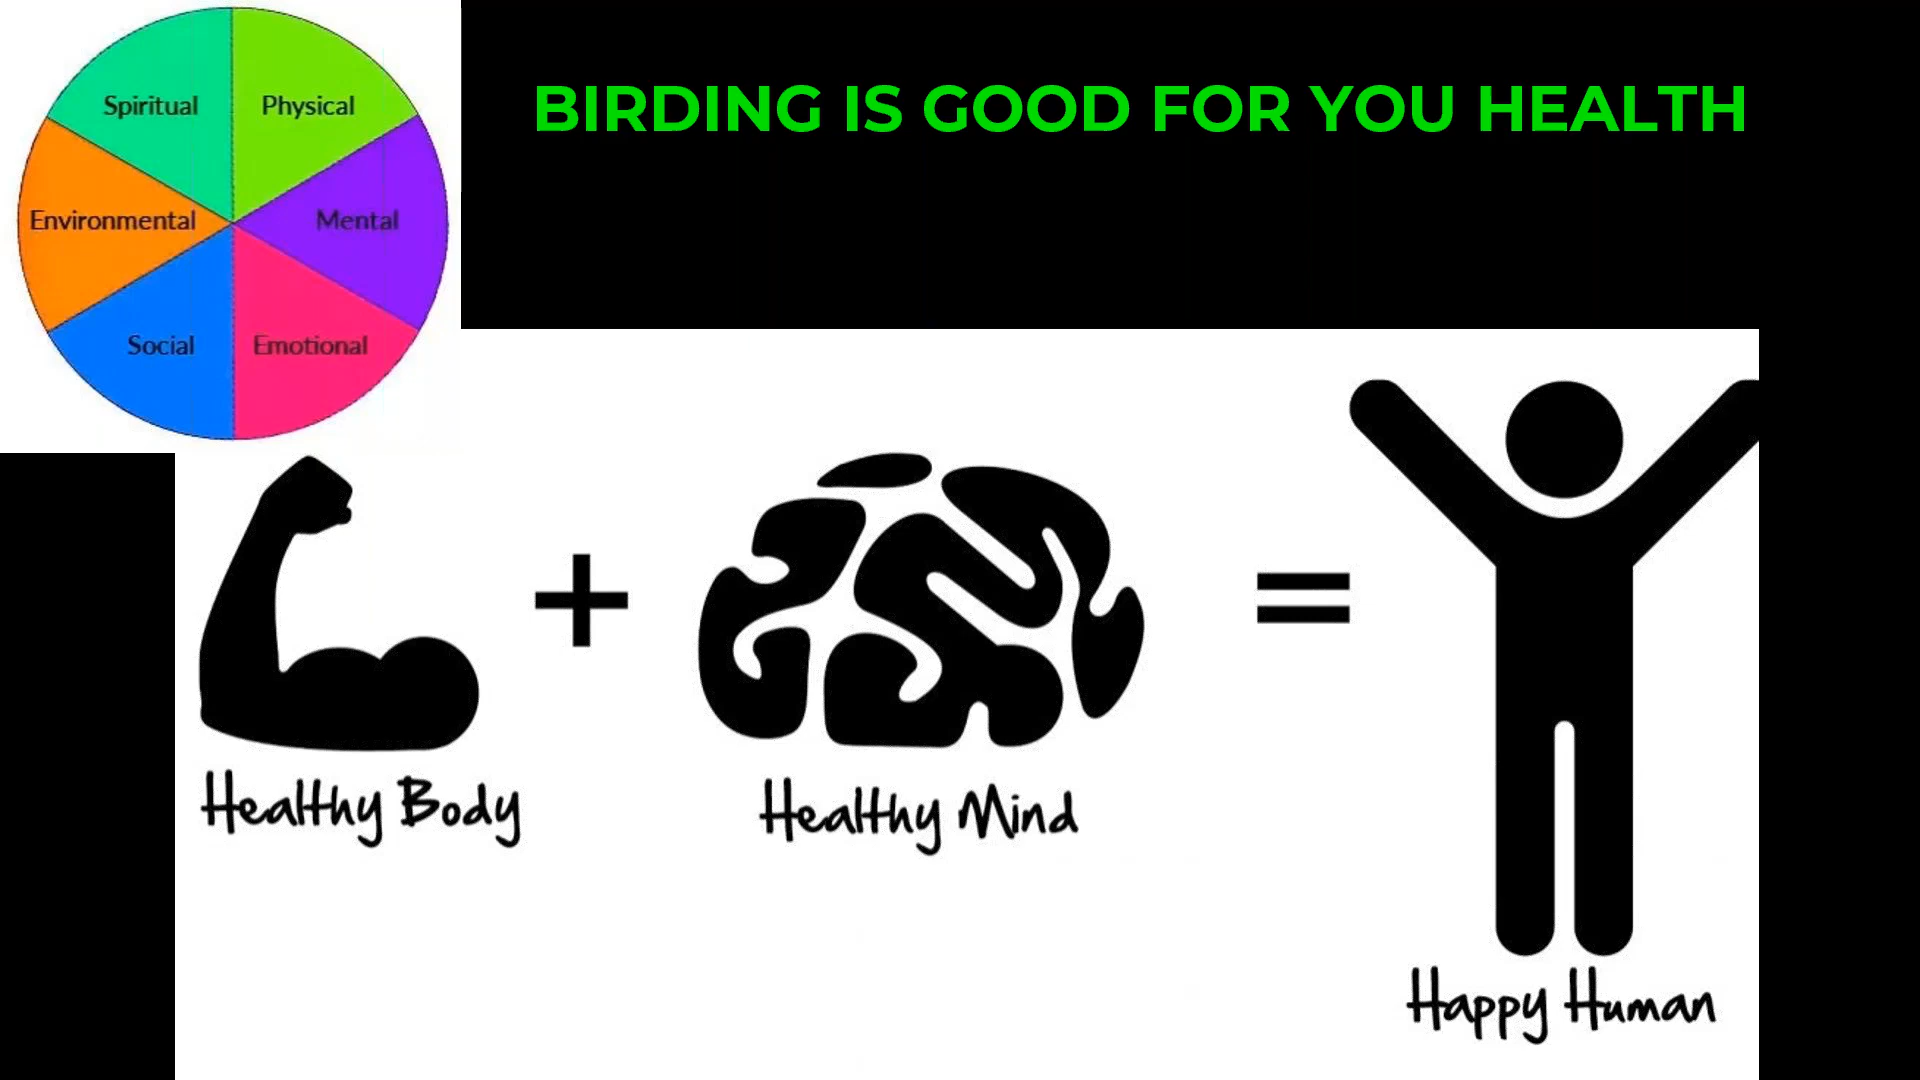 BIRDING IS GOOD FOR YOU HEALTH
Spiritual
Physical
Environmental
Mental
Social
Emotional
+
=
Healthy Body
Healthy Mind
Happy Human